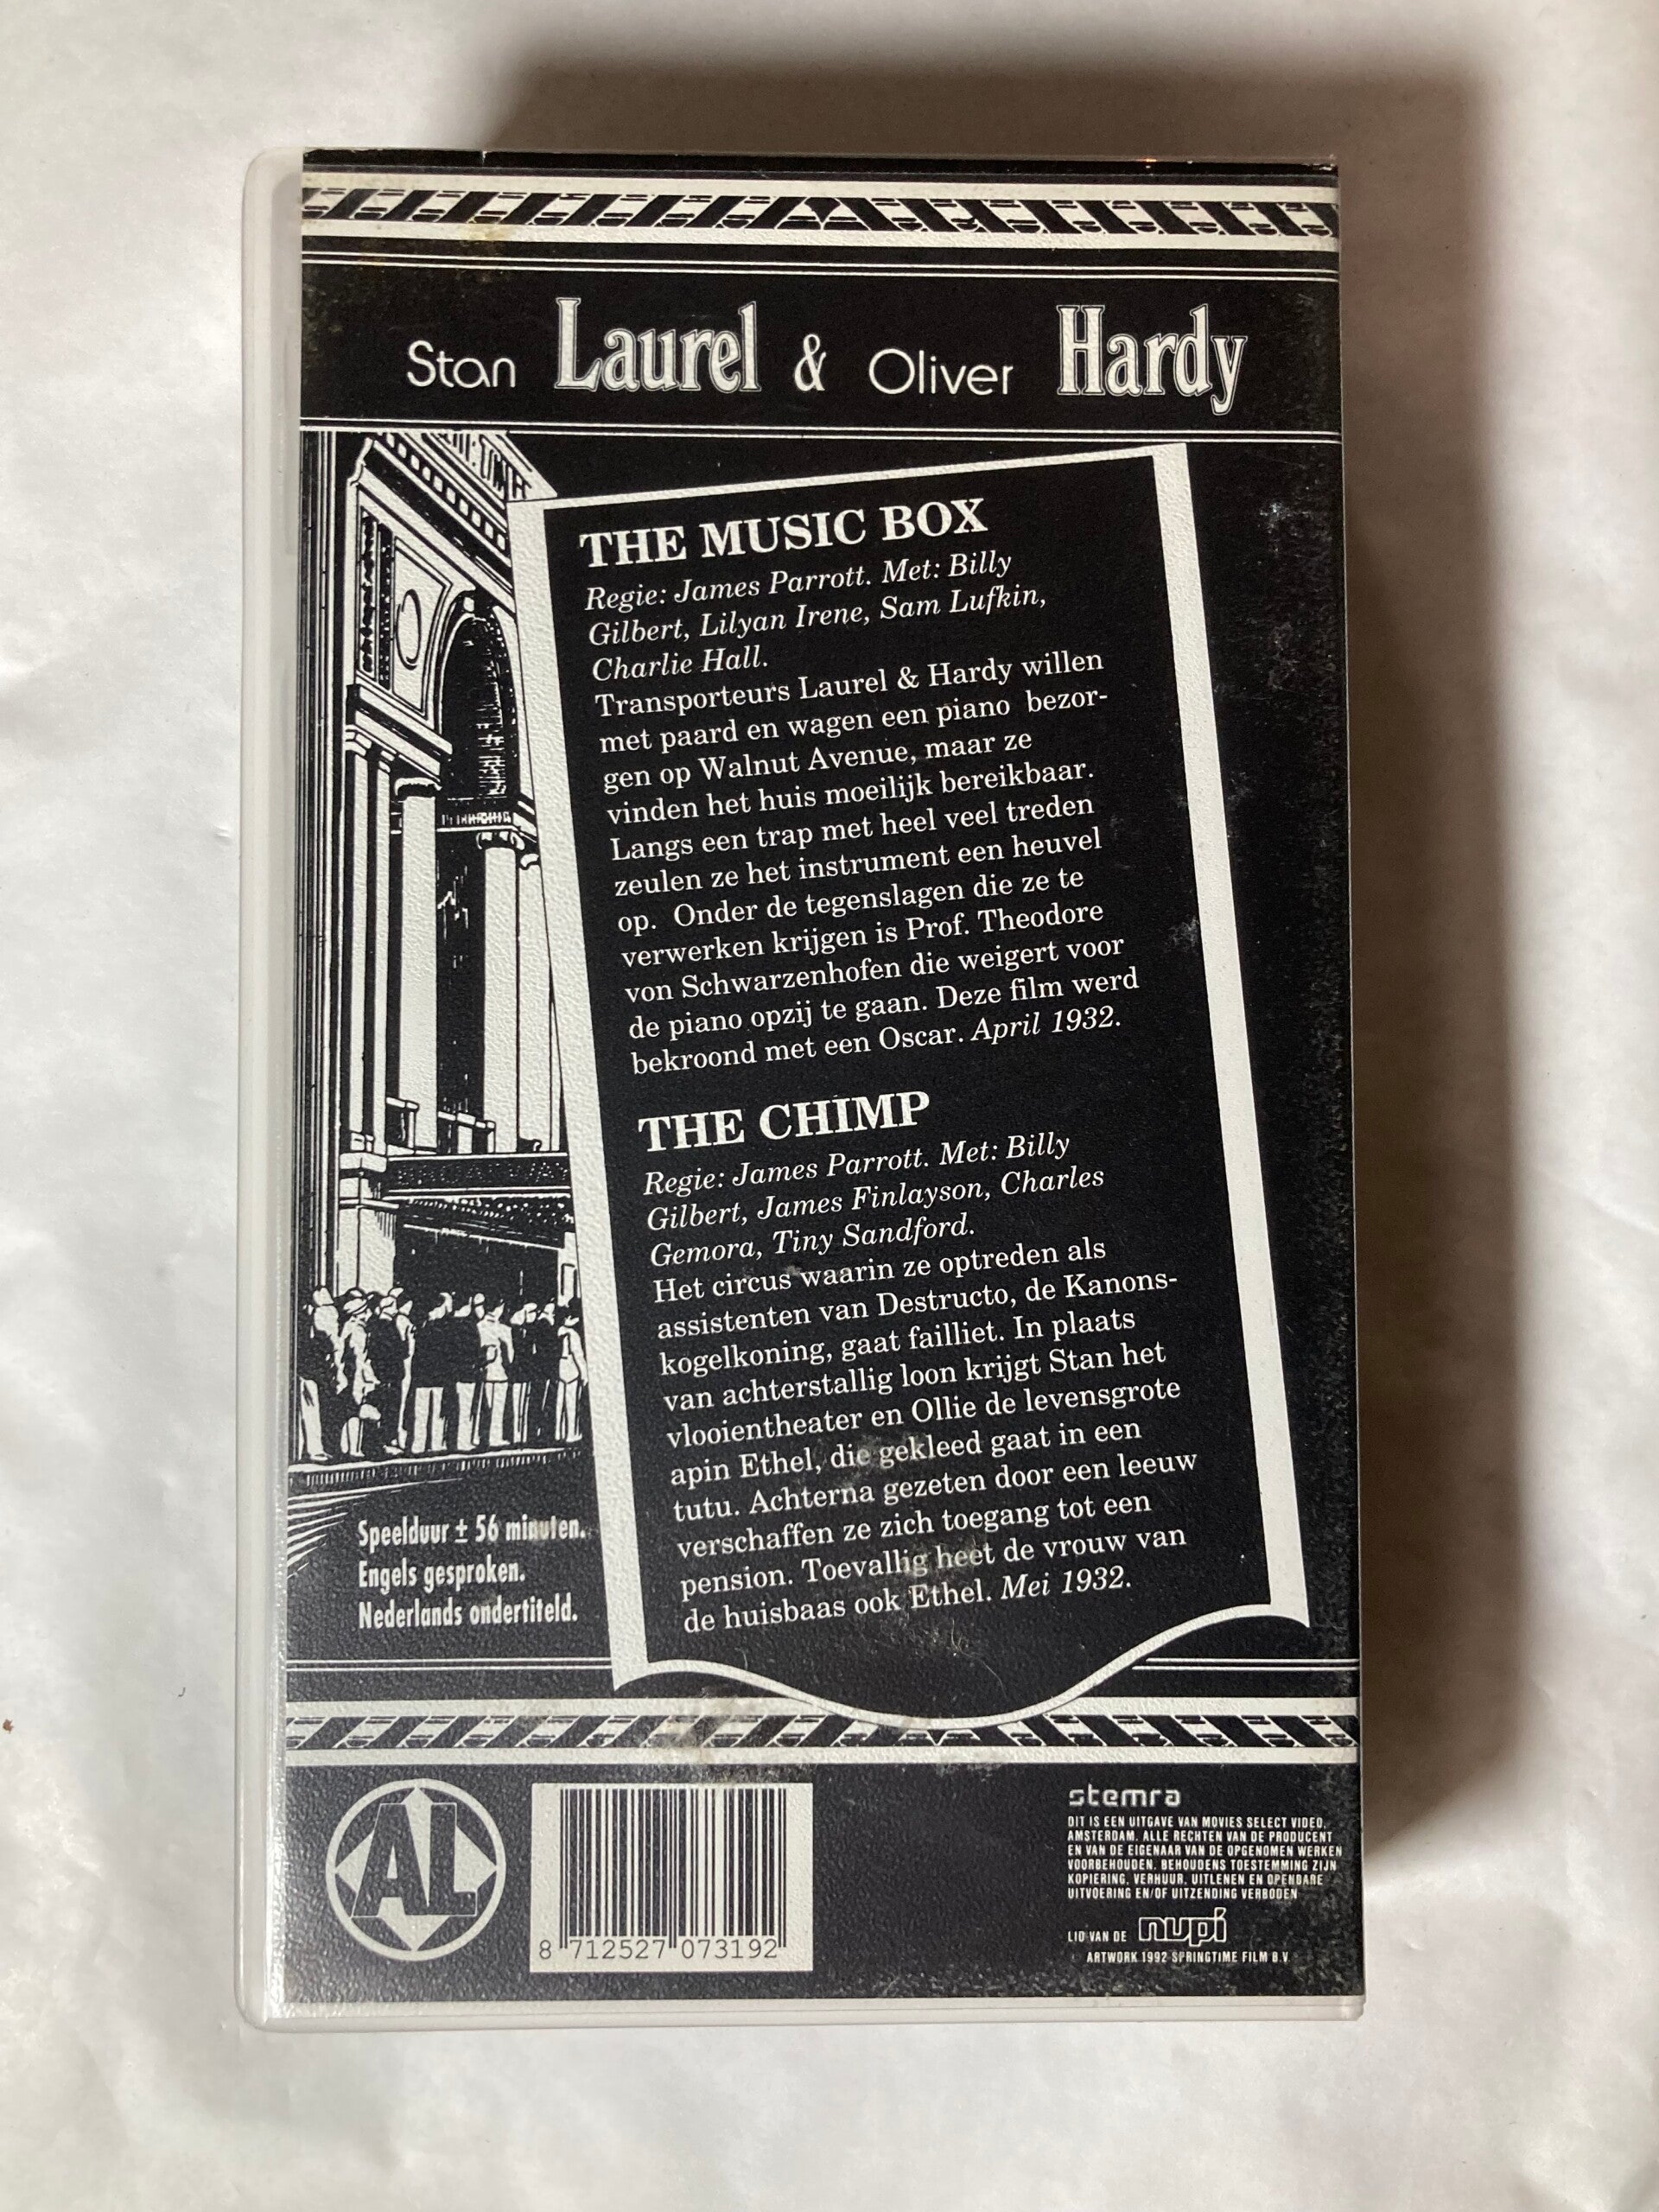 Stan Laurel & Oliver Hardy
THE MUSIC BOX
Regie: James Parrott. Met: Billy
Gilbert, Lilyan Irene, Sam Lufkin,
Charlie Hall.
Transporteurs Laurel & Hardy willen
met paard en wagen een piano bezor-
gen op Walnut Avenue, maar ze
vinden het huis moeilijk bereikbaar.
Langs een trap met heel veel treden
zeulen ze het instrument een heuvel
op. Onder de tegenslagen die ze te
verwerken krijgen is Prof. Theodore
von Schwarzenhofen die weigert voor
de piano opzij te gaan. Deze film werd
bekroond met een Oscar. April 1932.
THE CHIMP
Regie: James Parrott. Met: Billy
Gilbert, James Finlayson, Charles
Gemora, Tiny Sandford.
Het circus waarin ze optreden als
assistenten van Destructo, de Kanons-
kogelkoning, gaat failliet. In plaats
van achterstallig loon krijgt Stan het
vlooientheater en Ollie de levensgrote
apin Ethel, die gekleed gaat in een
tutu. Achterna gezeten door een leeuw
verschaffen ze zich toegang tot een
pension. Toevallig heet de vrouw van
de huisbaas ook Ethel. Mei 1932.
Speelduur ± 56 minuten.
Engels gesproken.
Nederlands ondertiteld.
AL
8 712527 073192
stemra
DIT IS EEN UITGAVE VAN MOVIES SELECT VIDEO,
AMSTERDAM. ALLE RECHTEN VAN DE PRODUCENT
EN VAN DE EIGENAAR VAN DE OPGENOMEN WERKEN
VOORBEHOUDEN. BEHOUDENS TOESTEMMING ZIJN
KOPIERING, VERHUUR, UITLENEN EN OPENBARE
UITVOERING EN/OF UITZENDING VERBODEN
LID VAN DE nupi
ARTWORK 1992 SPRINGTIME FILM B.V.